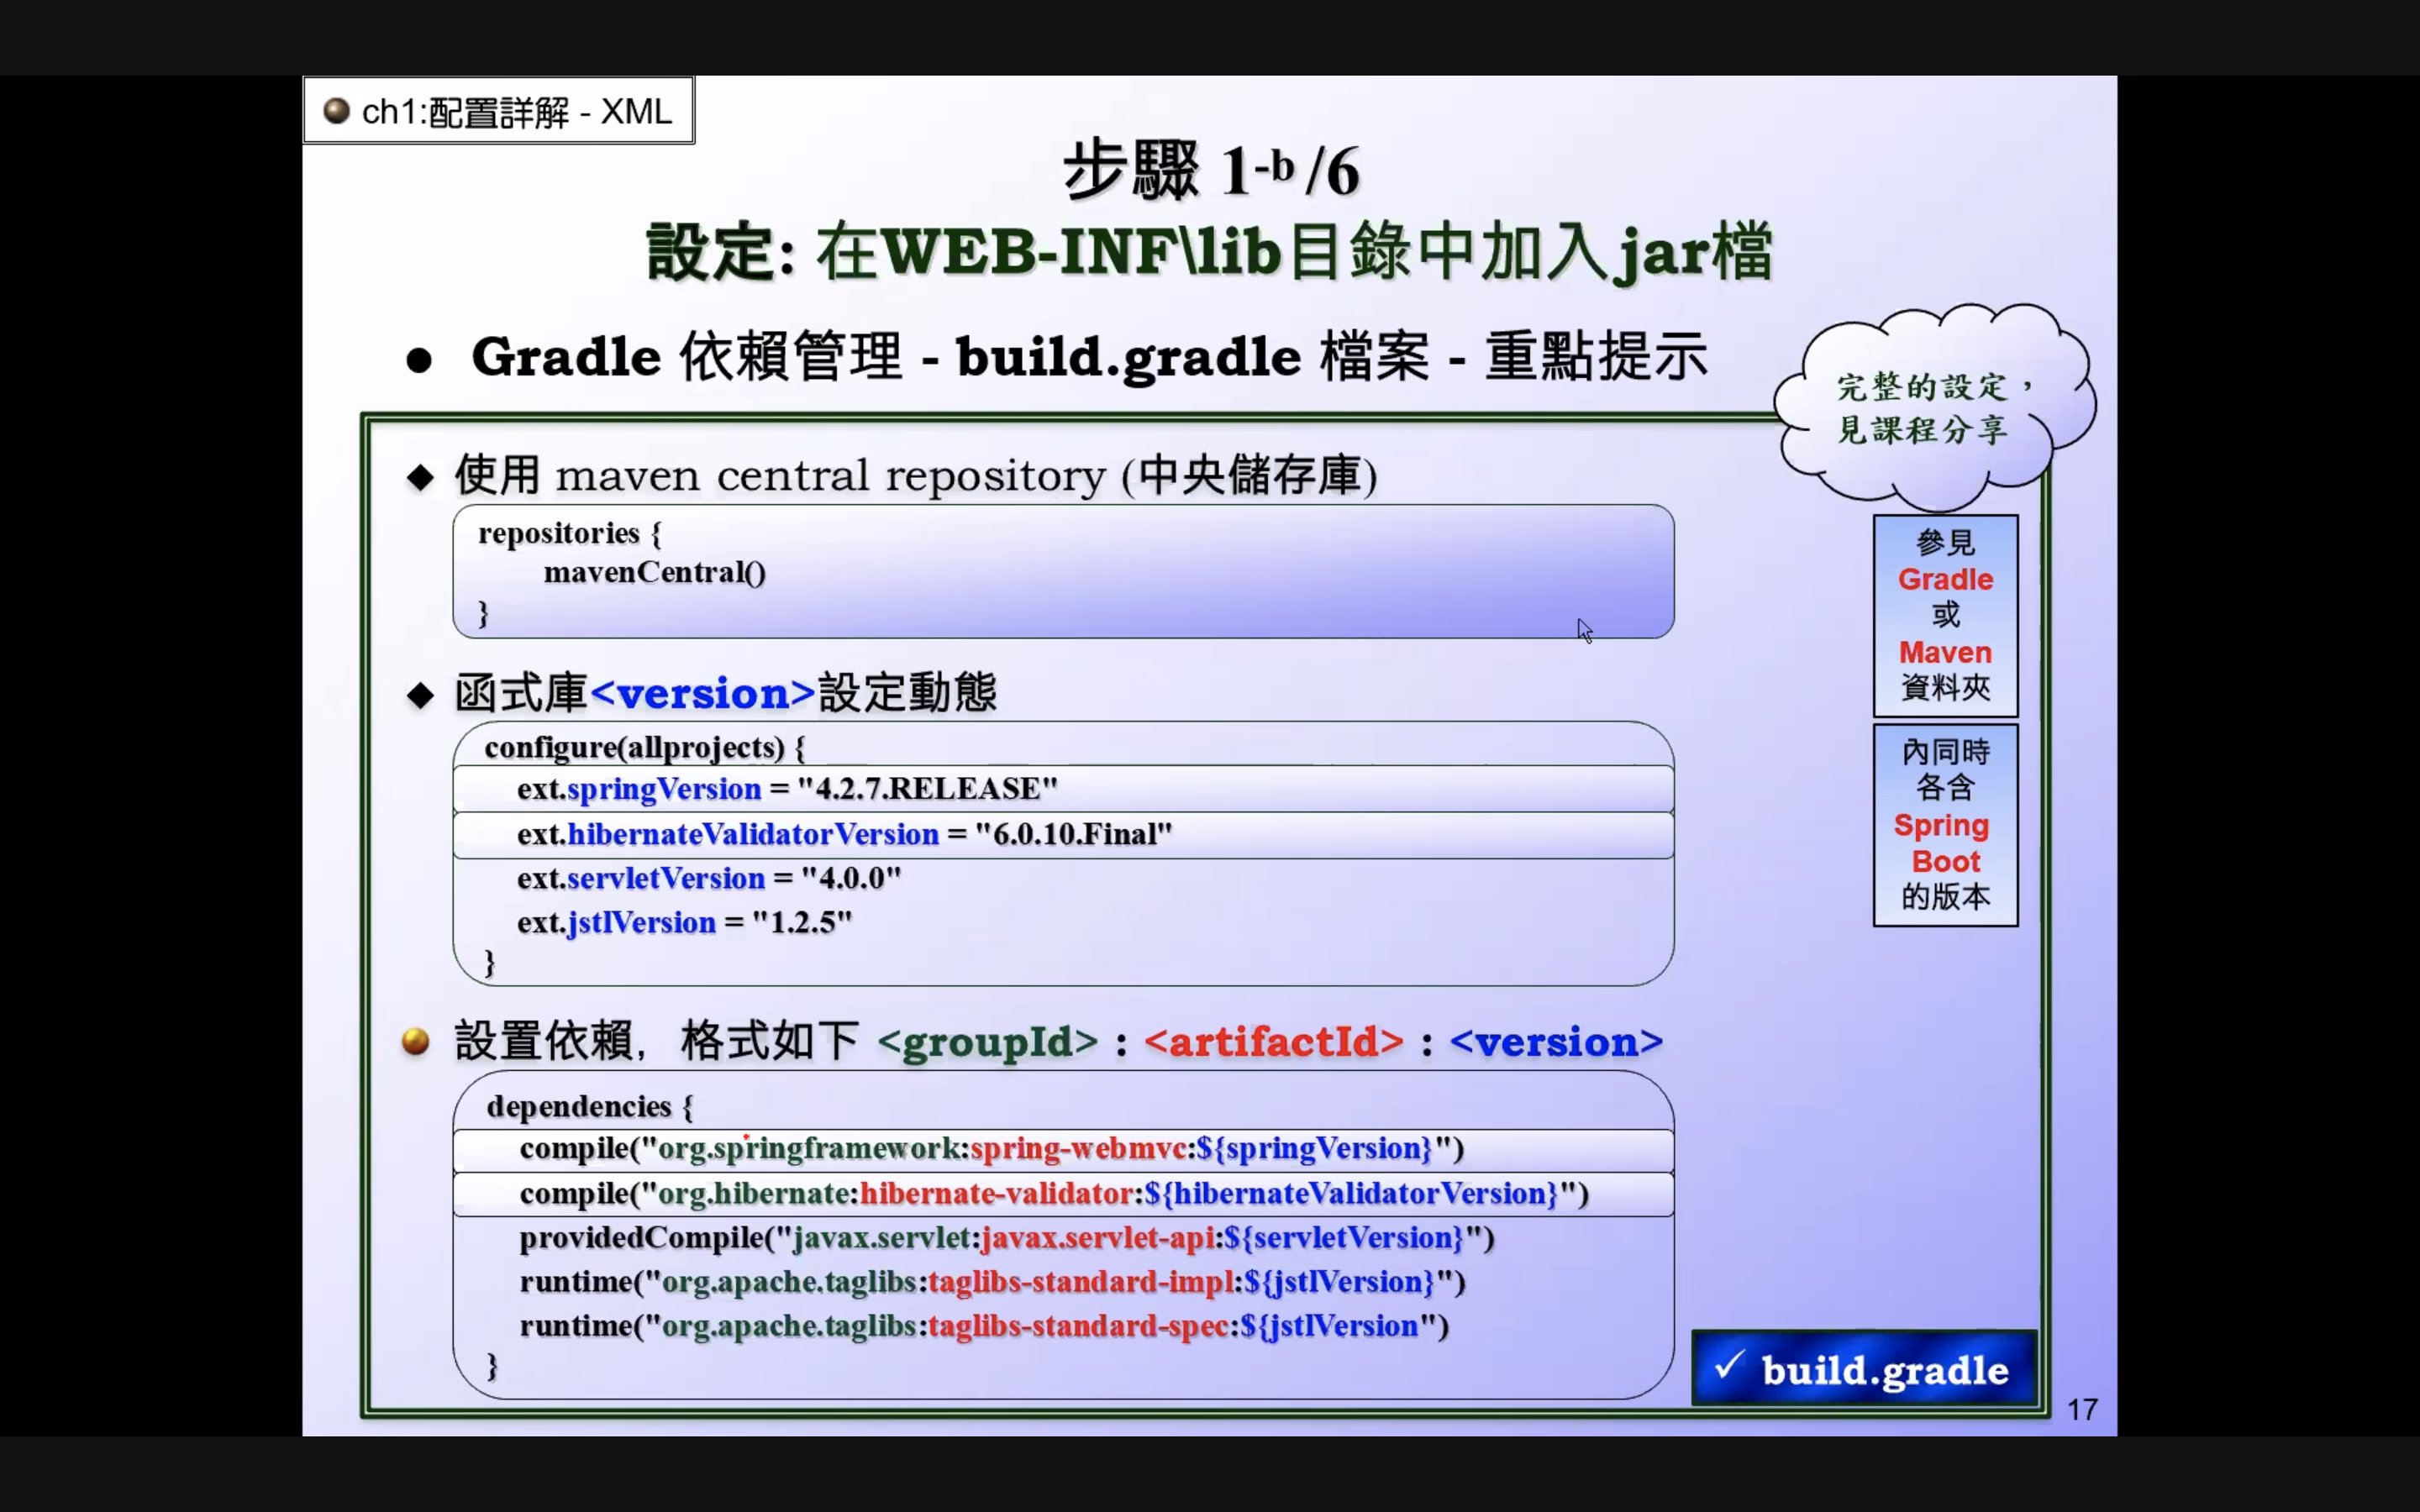 ch1:配置詳解 - XML
步驟 1-b /6
設定: 在WEB-INF\lib目錄中加入jar檔
● Gradle 依賴管理 - build.gradle 檔案 - 重點提示
完整的設定，
見課程分享
◆ 使用 maven central repository (中央儲存庫)
repositories {
mavenCentral()
}
參見
Gradle
或
Maven
資料夾
◆ 函式庫<version>設定動態
configure(allprojects) {
ext.springVersion = "4.2.7.RELEASE"
ext.hibernateValidatorVersion = "6.0.10.Final"
ext.servletVersion = "4.0.0"
ext.jstlVersion = "1.2.5"
}
內同時
各含
Spring
Boot
的版本
設置依賴, 格式如下 <groupId> : <artifactId> : <version>
dependencies {
compile("org.springframework:spring-webmvc:${springVersion}")
compile("org.hibernate:hibernate-validator:${hibernateValidatorVersion}")
providedCompile("javax.servlet:javax.servlet-api:${servletVersion}")
runtime("org.apache.taglibs:taglibs-standard-impl:${jstlVersion}")
runtime("org.apache.taglibs:taglibs-standard-spec:${jstlVersion")
}
✓ build.gradle
17